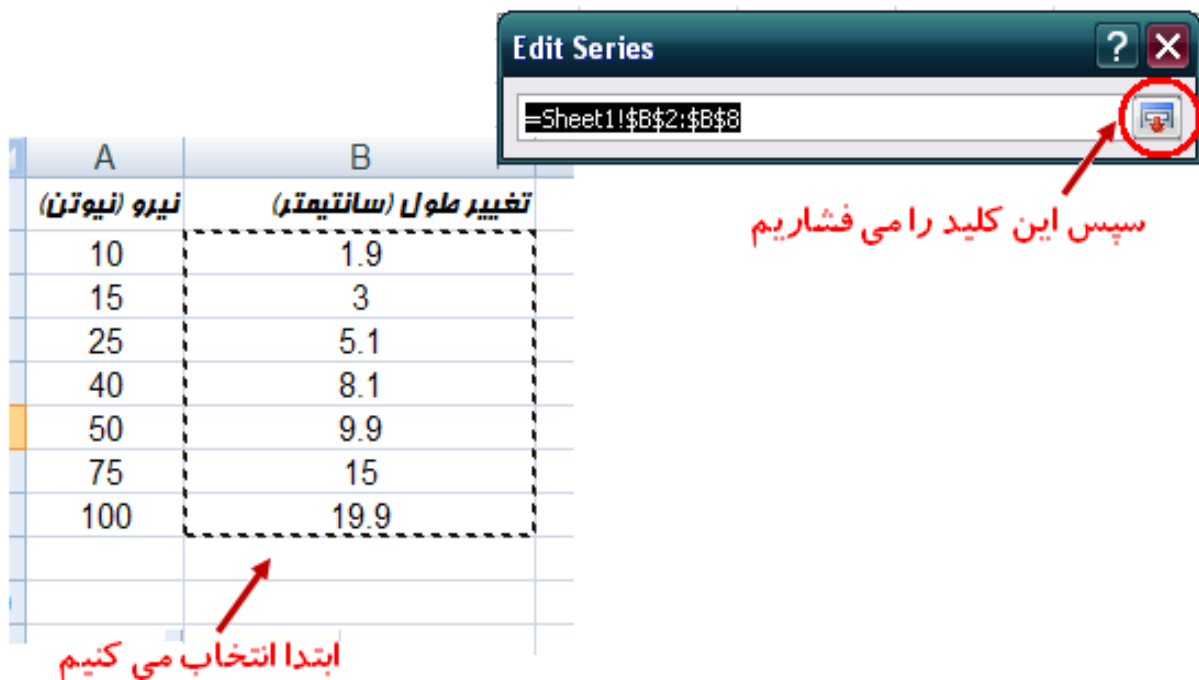 Edit Series
=Sheet1!$B$2:$B$8
سپس این کلید را می فشاریم
A B
نیرو (نیوتن) تغییر طول (سانتیمتر)
10 1.9
15 3
25 5.1
40 8.1
50 9.9
75 15
100 19.9
ابتدا انتخاب می کنیم